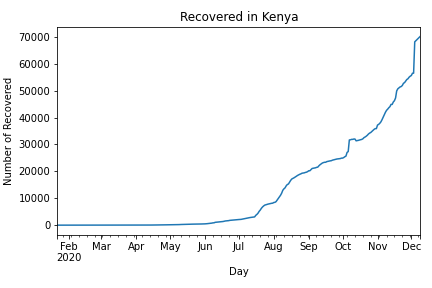 Recovered in Kenya
Number of Recovered
70000
60000
50000
40000
30000
20000
10000
0
Feb Mar Apr May Jun Jul Aug Sep Oct Nov Dec
2020
Day